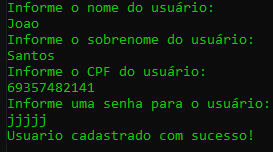 Informe o nome do usuário:
Joao
Informe o sobrenome do usuário:
Santos
Informe o CPF do usuário:
69357482141
Informe uma senha para o usuário:
jjjjj
Usuario cadastrado com sucesso!